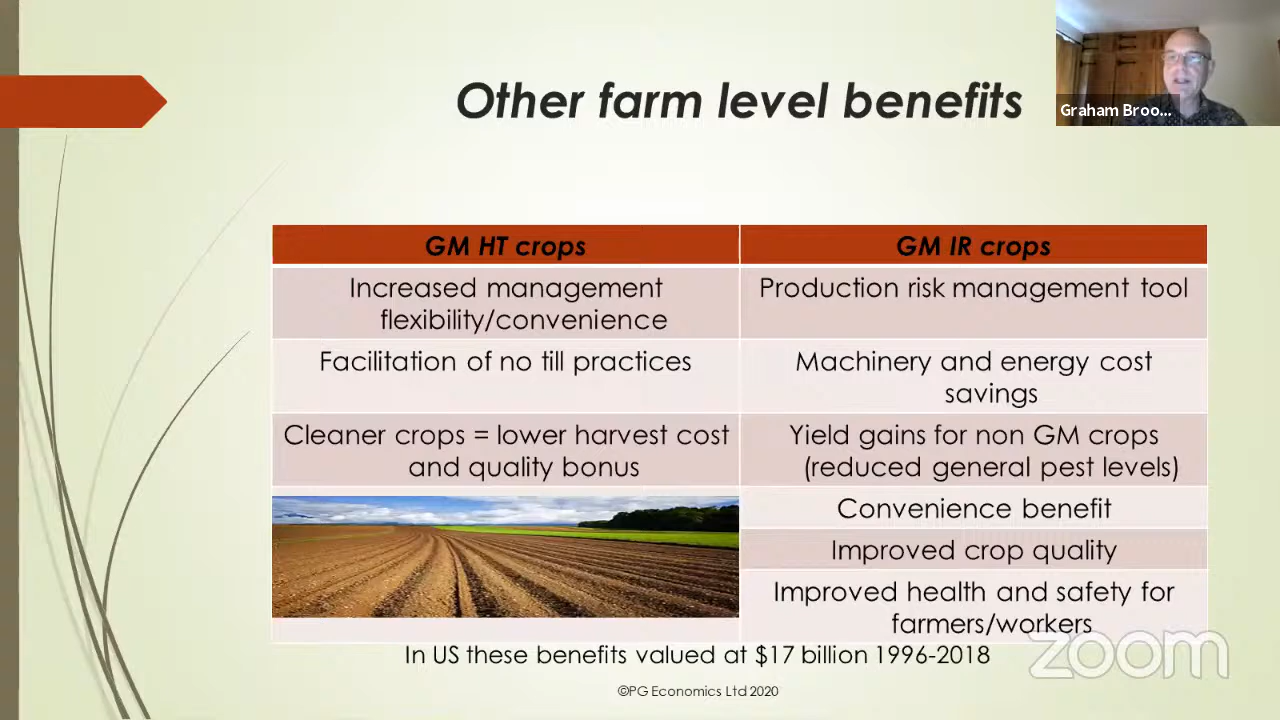 Other farm level benefits
Graham Broo...
GM HT crops
GM IR crops
Increased management
flexibility/convenience
Production risk management tool
Facilitation of no till practices
Machinery and energy cost
savings
Cleaner crops = lower harvest cost
and quality bonus
Yield gains for non GM crops
(reduced general pest levels)
Convenience benefit
Improved crop quality
Improved health and safety for
farmers/workers
In US these benefits valued at $17 billion 1996-2018
zoom
©PG Economics Ltd 2020